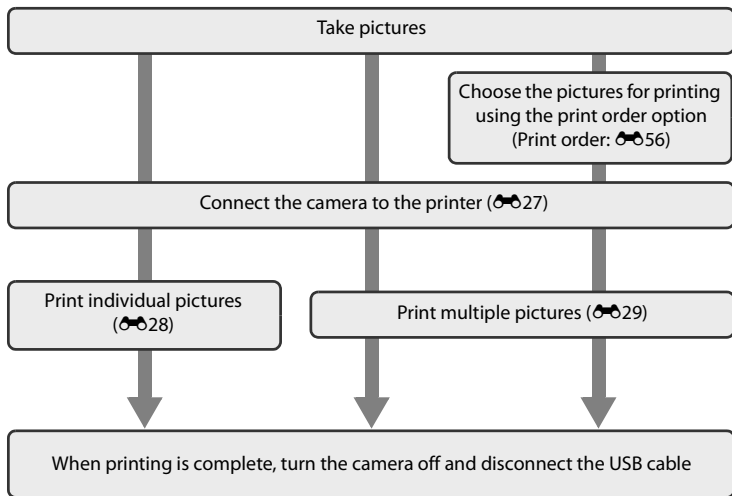 Take pictures
Choose the pictures for printing
using the print order option
(Print order: 56)
Connect the camera to the printer (27)
Print individual pictures
(28)
Print multiple pictures (29)
When printing is complete, turn the camera off and disconnect the USB cable